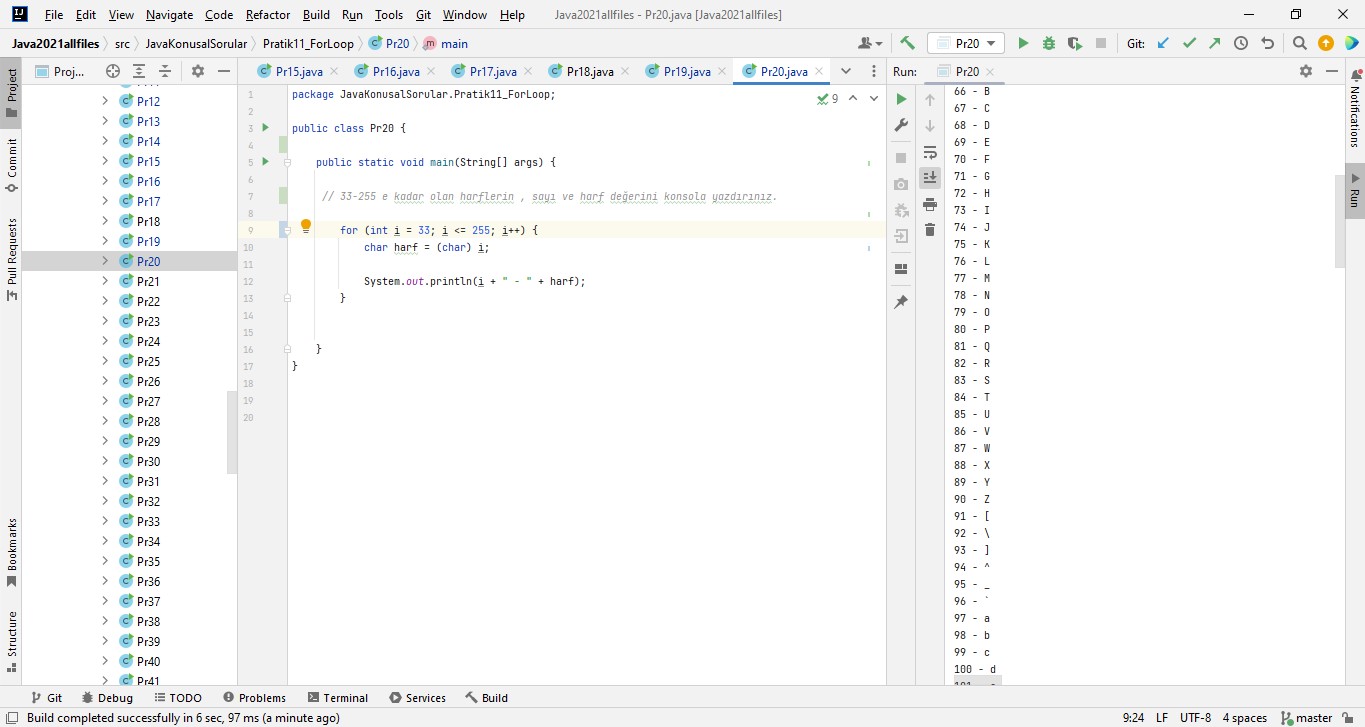 File Edit View Navigate Code Refactor Build Run Tools Git Window Help Java2021allfiles - Pr20.java [Java2021allfiles]
Java2021allfiles src JavaKonusalSorular Pratik11_ForLoop Pr20 main Pr20 Git:
Project
Commit
Pull Requests
Bookmarks
Structure
Proj...
Pr12
Pr13
Pr14
Pr15
Pr16
Pr17
Pr18
Pr19
Pr20
Pr21
Pr22
Pr23
Pr24
Pr25
Pr26
Pr27
Pr28
Pr29
Pr30
Pr31
Pr32
Pr33
Pr34
Pr35
Pr36
Pr37
Pr38
Pr39
Pr40
Pr41
Pr15.java Pr16.java Pr17.java Pr18.java Pr19.java Pr20.java
9
1 package JavaKonusalSorular.Pratik11_ForLoop;
2
3 public class Pr20 {
4
5 public static void main(String[] args) {
6
7 // 33-255 e kadar olan harflerin , sayı ve harf değerini konsola yazdırınız.
8
9 for (int i = 33; i <= 255; i++) {
10 char harf = (char) i;
11
12 System.out.println(i + " - " + harf);
13 }
14
15
16 }
17 }
18
19
20
Run: Pr20
66 - B
67 - C
68 - D
69 - E
70 - F
71 - G
72 - H
73 - I
74 - J
75 - K
76 - L
77 - M
78 - N
79 - O
80 - P
81 - Q
82 - R
83 - S
84 - T
85 - U
86 - V
87 - W
88 - X
89 - Y
90 - Z
91 - [
92 - \
93 - ]
94 - ^
95 - _
96 - `
97 - a
98 - b
99 - c
100 - d
Notifications
Run
Git Debug TODO Problems Terminal Services Build
Build completed successfully in 6 sec, 97 ms (a minute ago) 9:24 LF UTF-8 4 spaces master